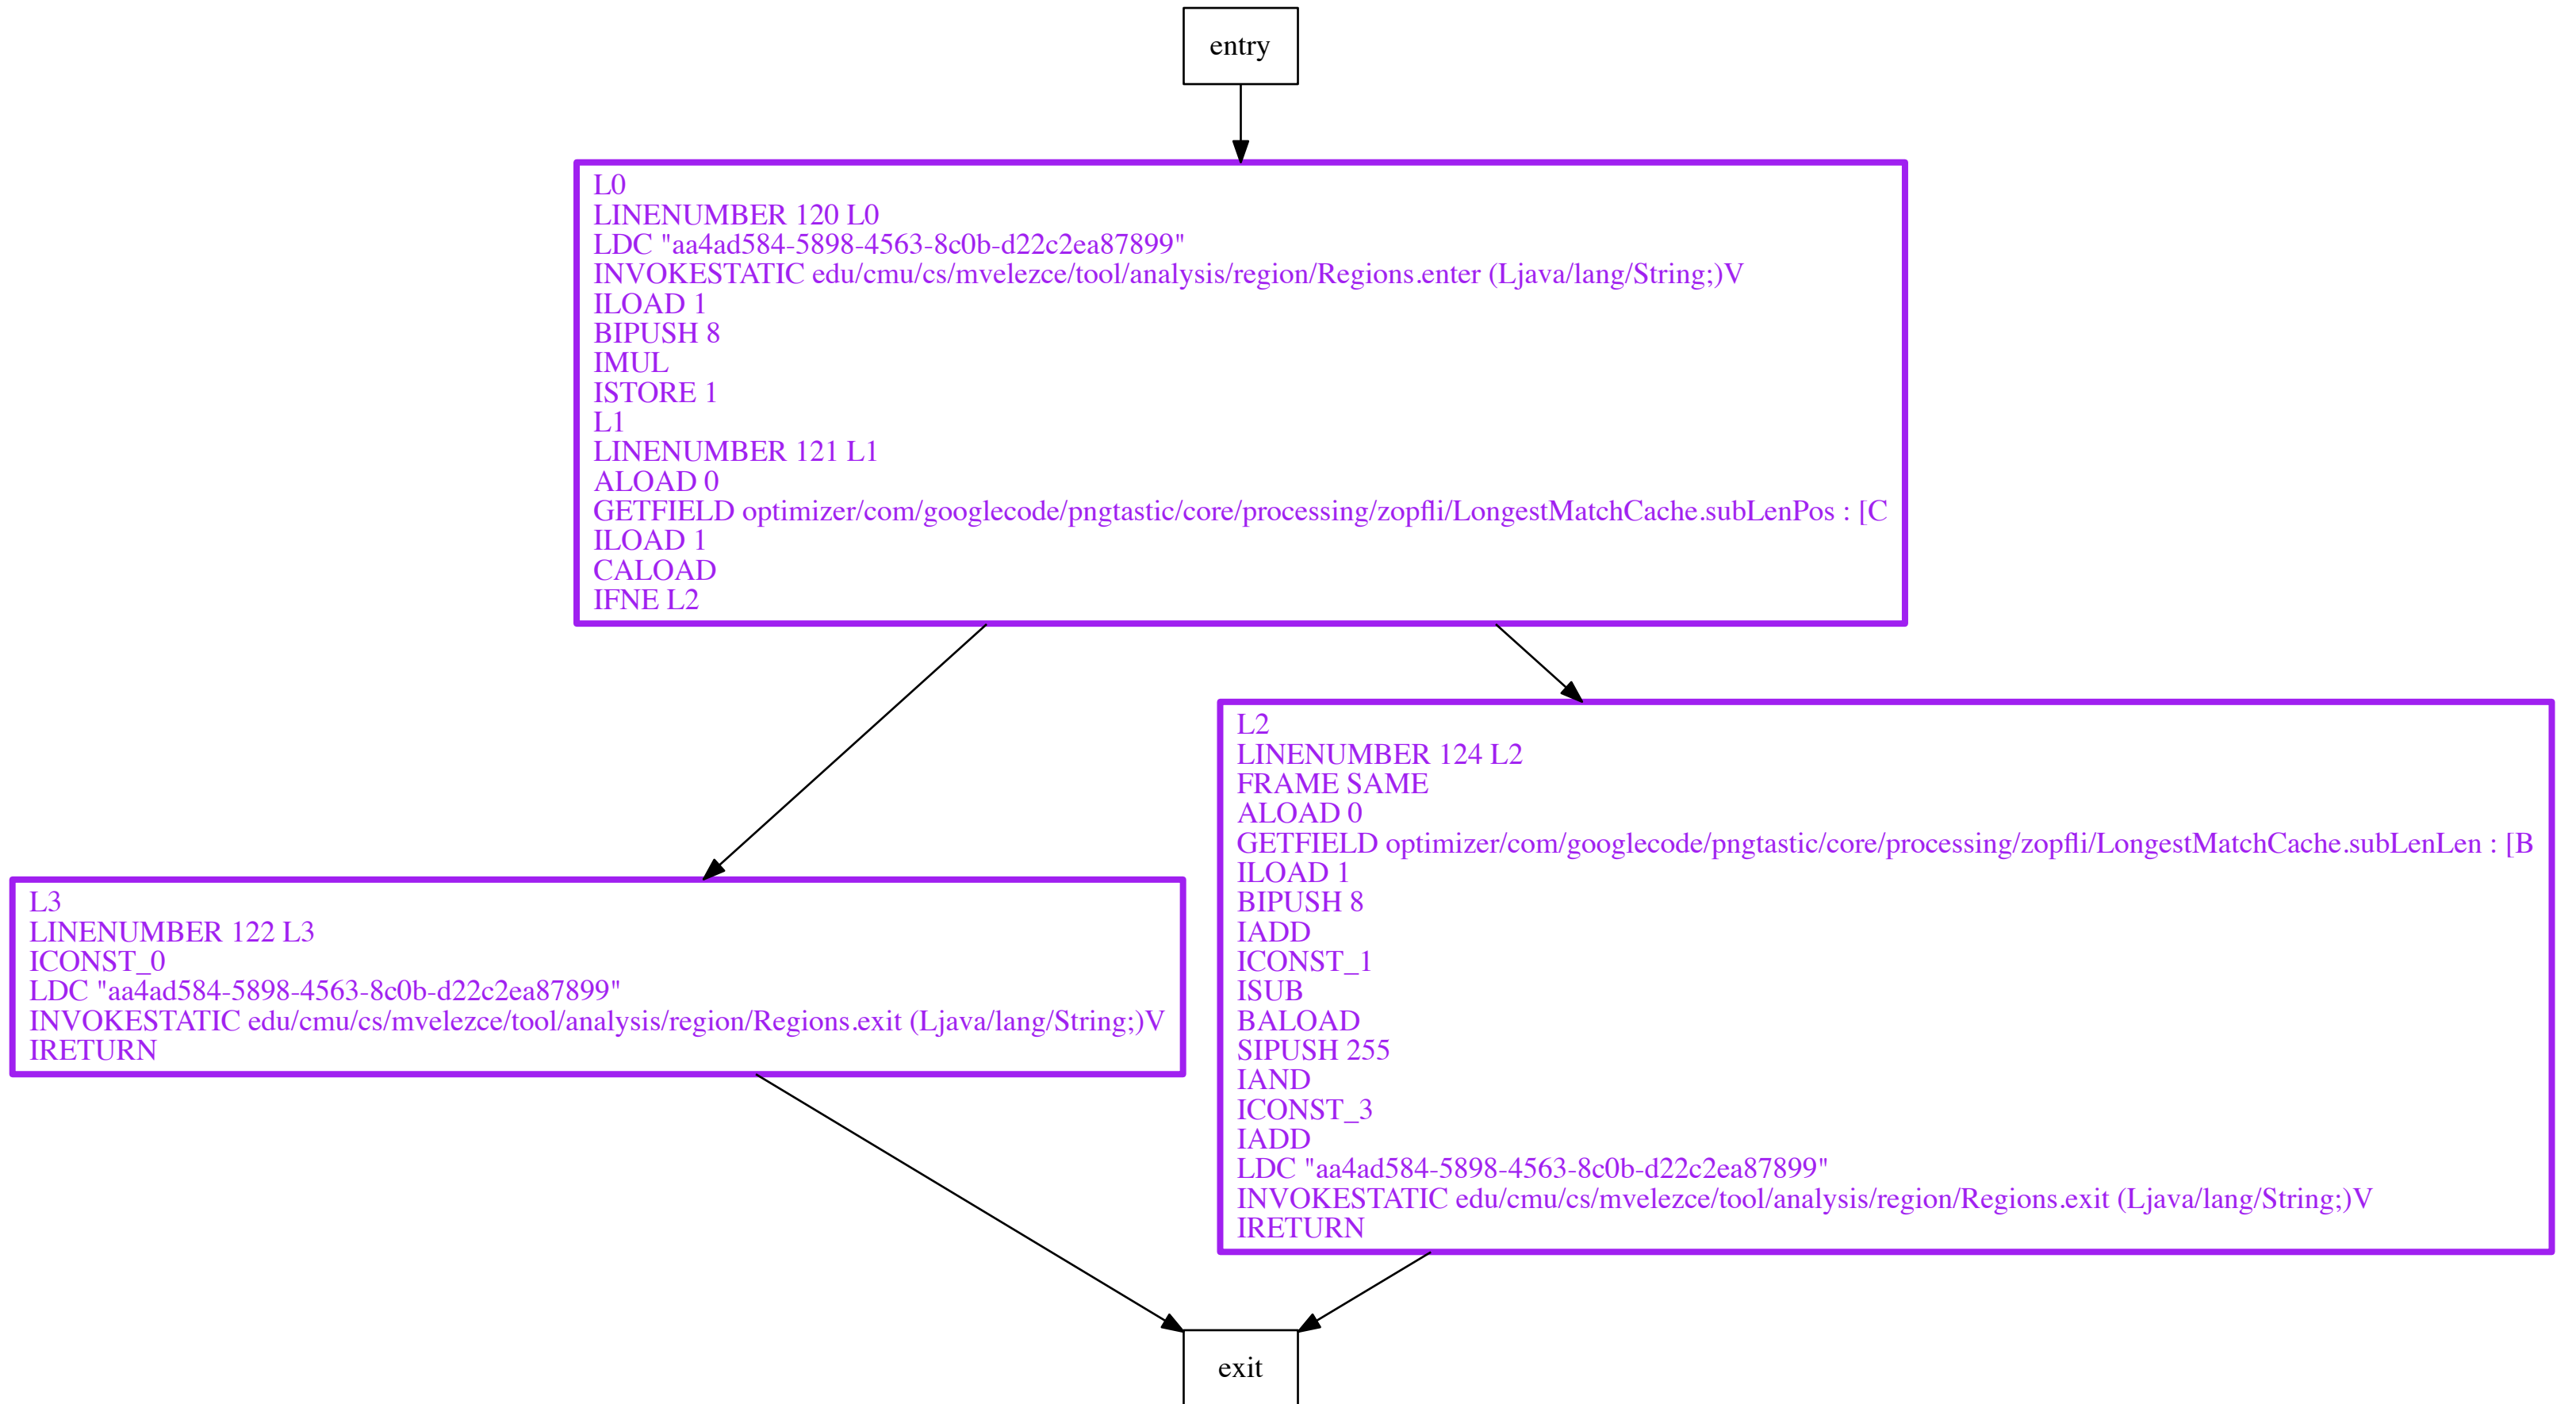 entry
L0
LINENUMBER 120 L0
LDC "aa4ad584-5898-4563-8c0b-d22c2ea87899"
INVOKESTATIC edu/cmu/cs/mvelezce/tool/analysis/region/Regions.enter (Ljava/lang/String;)V
ILOAD 1
BIPUSH 8
IMUL
ISTORE 1
L1
LINENUMBER 121 L1
ALOAD 0
GETFIELD optimizer/com/googlecode/pngtastic/core/processing/zopfli/LongestMatchCache.subLenPos : [C
ILOAD 1
CALOAD
IFNE L2
L2
LINENUMBER 124 L2
FRAME SAME
ALOAD 0
GETFIELD optimizer/com/googlecode/pngtastic/core/processing/zopfli/LongestMatchCache.subLenLen : [B
ILOAD 1
BIPUSH 8
IADD
ICONST_1
ISUB
BALOAD
SIPUSH 255
IAND
ICONST_3
IADD
LDC "aa4ad584-5898-4563-8c0b-d22c2ea87899"
INVOKESTATIC edu/cmu/cs/mvelezce/tool/analysis/region/Regions.exit (Ljava/lang/String;)V
IRETURN
L3
LINENUMBER 122 L3
ICONST_0
LDC "aa4ad584-5898-4563-8c0b-d22c2ea87899"
INVOKESTATIC edu/cmu/cs/mvelezce/tool/analysis/region/Regions.exit (Ljava/lang/String;)V
IRETURN
exit